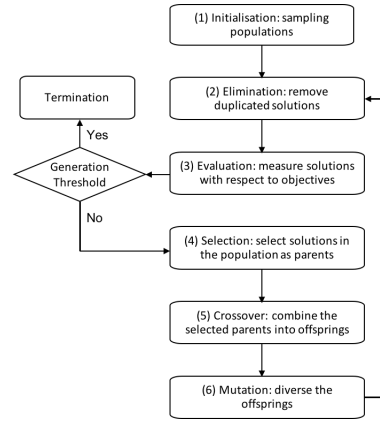 (1) Initialisation: sampling
populations
(2) Elimination: remove
duplicated solutions
Termination
Yes
(3) Evaluation: measure solutions
with respect to objectives
Generation
Threshold
No
(4) Selection: select solutions in
the population as parents
(5) Crossover: combine the
selected parents into offsprings
(6) Mutation: diverse the
offsprings